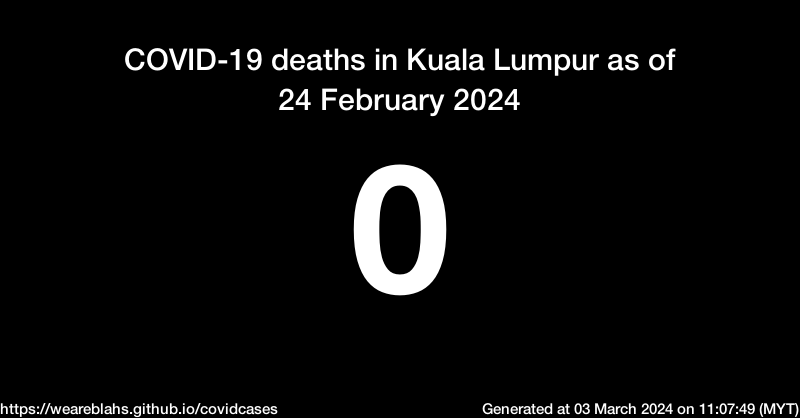 COVID-19 deaths in Kuala Lumpur as of
24 February 2024
0
https://weareblahs.github.io/covidcases
Generated at 03 March 2024 on 11:07:49 (MYT)